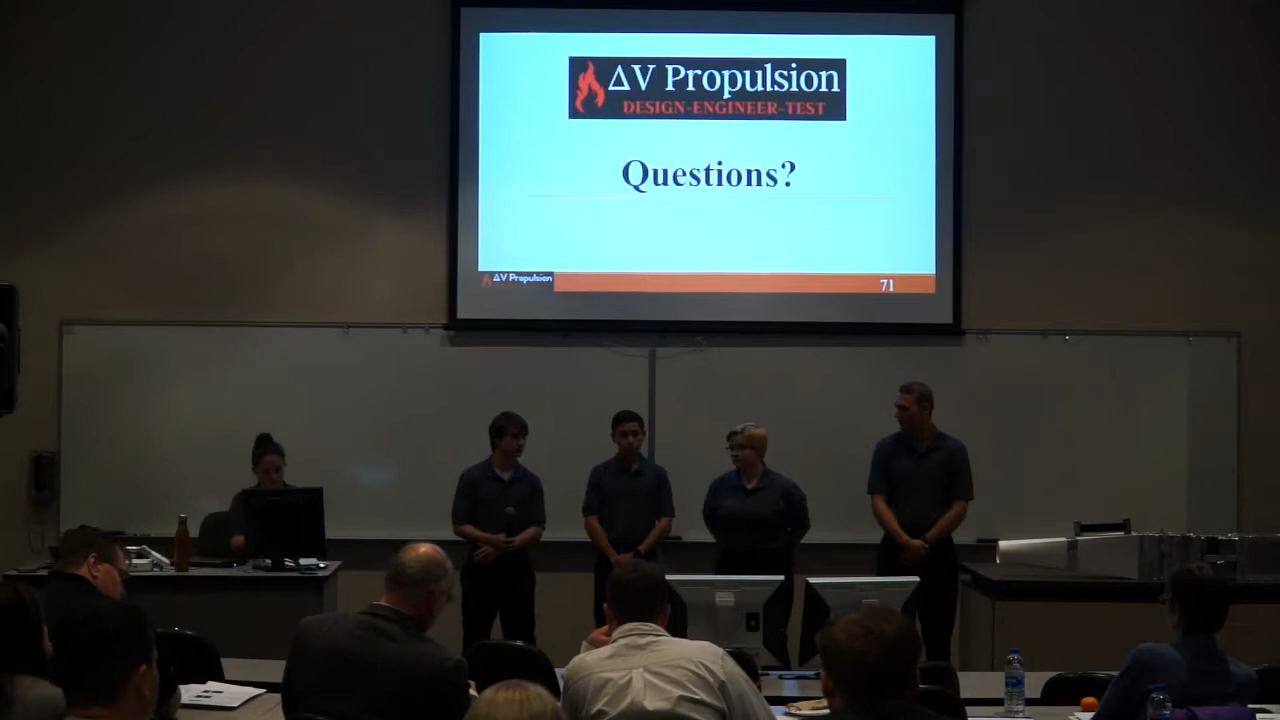 ΔV Propulsion
DESIGN-ENGINEER-TEST
Questions?
ΔV Propulsion
71